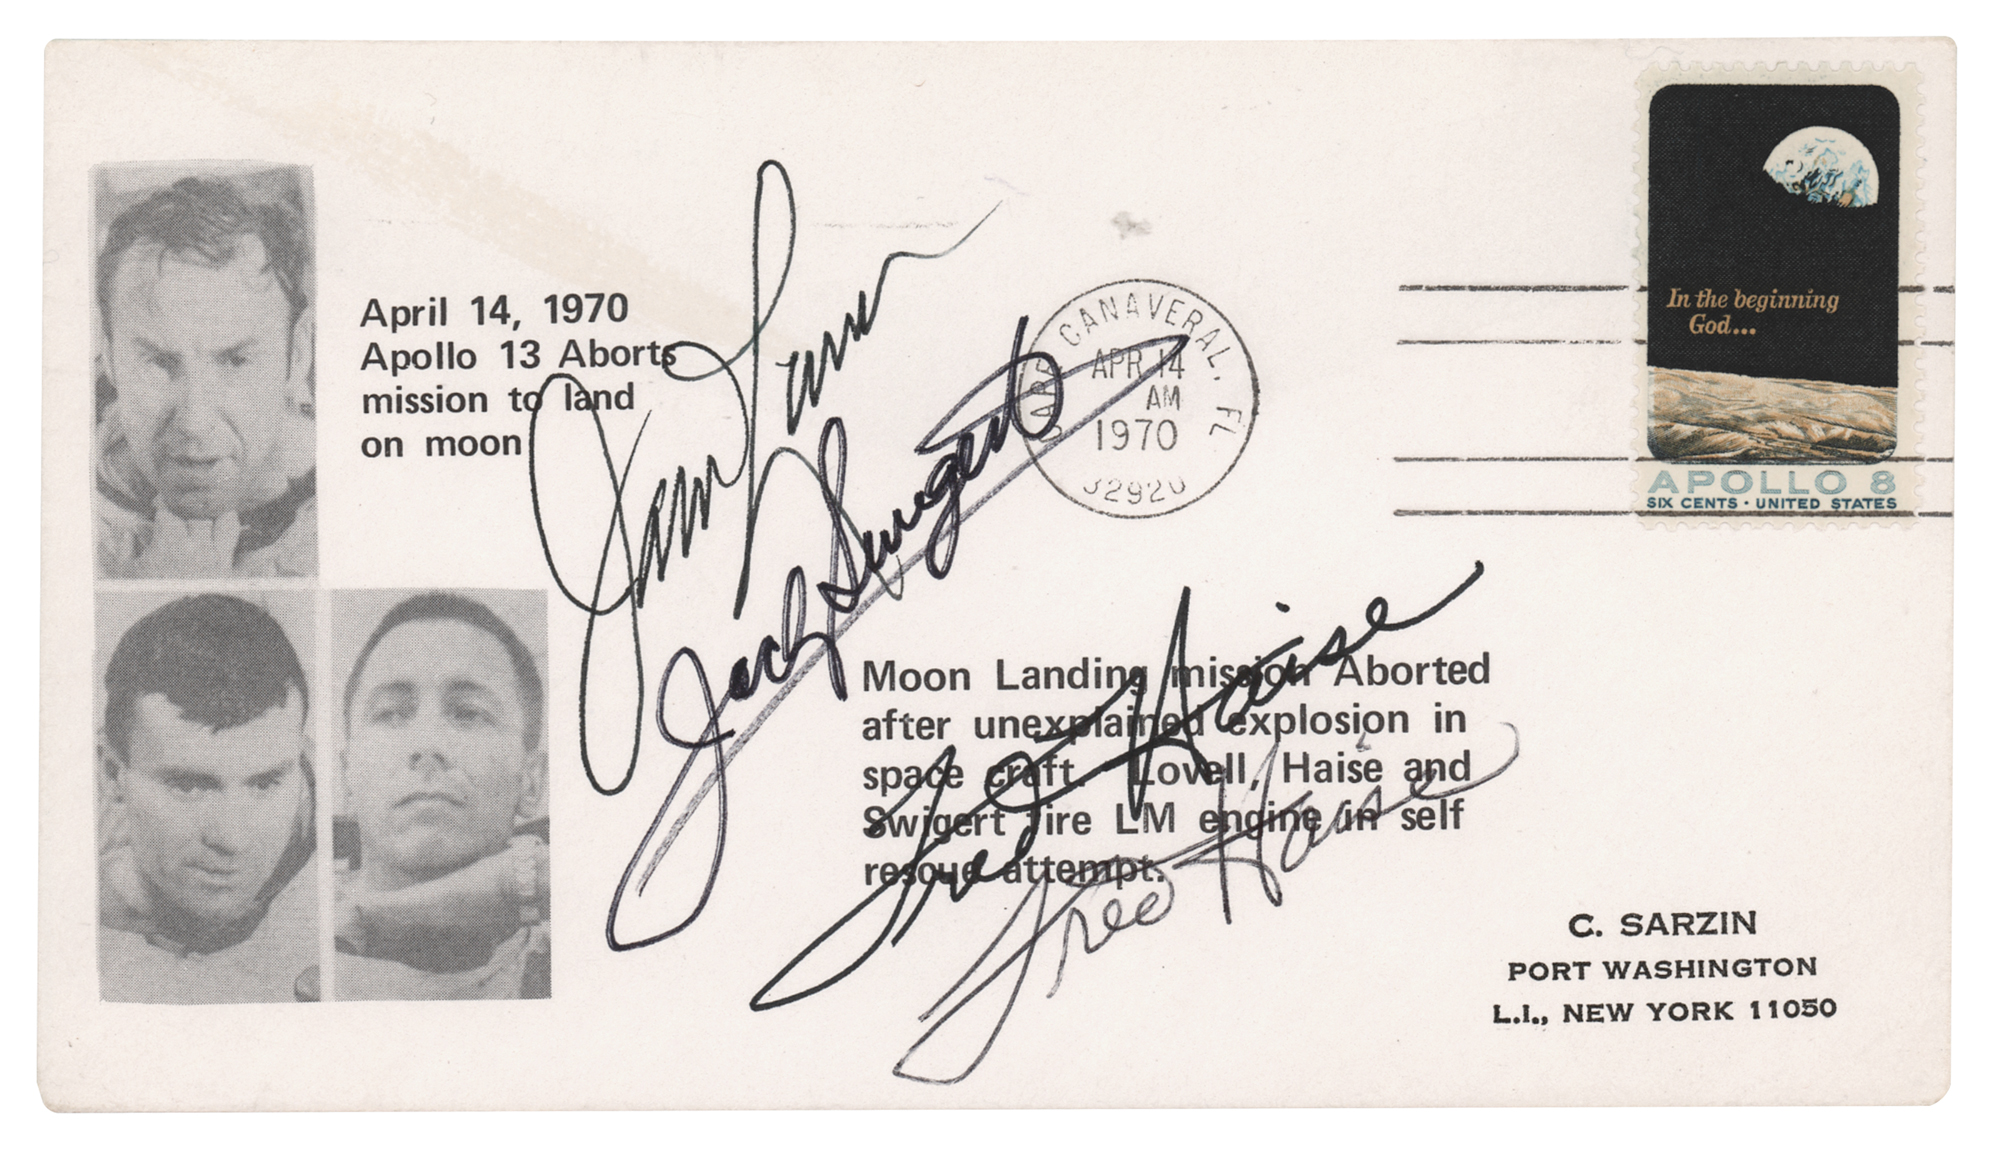 April 14, 1970
Apollo 13 Aborts
mission to land
on moon
Jim Lovell
Jack Swigert
CAPE CANAVERAL, FL
APR 14
AM
1970
32920
In the beginning
God...
APOLLO 8
SIX CENTS · UNITED STATES
Moon Landing mission Aborted
after unexplained explosion in
space craft. Lovell, Haise and
Swigert fire LM engine in self
rescue attempt.
Fred Haise
Fred Haise
C. SARZIN
PORT WASHINGTON
L.I., NEW YORK 11050